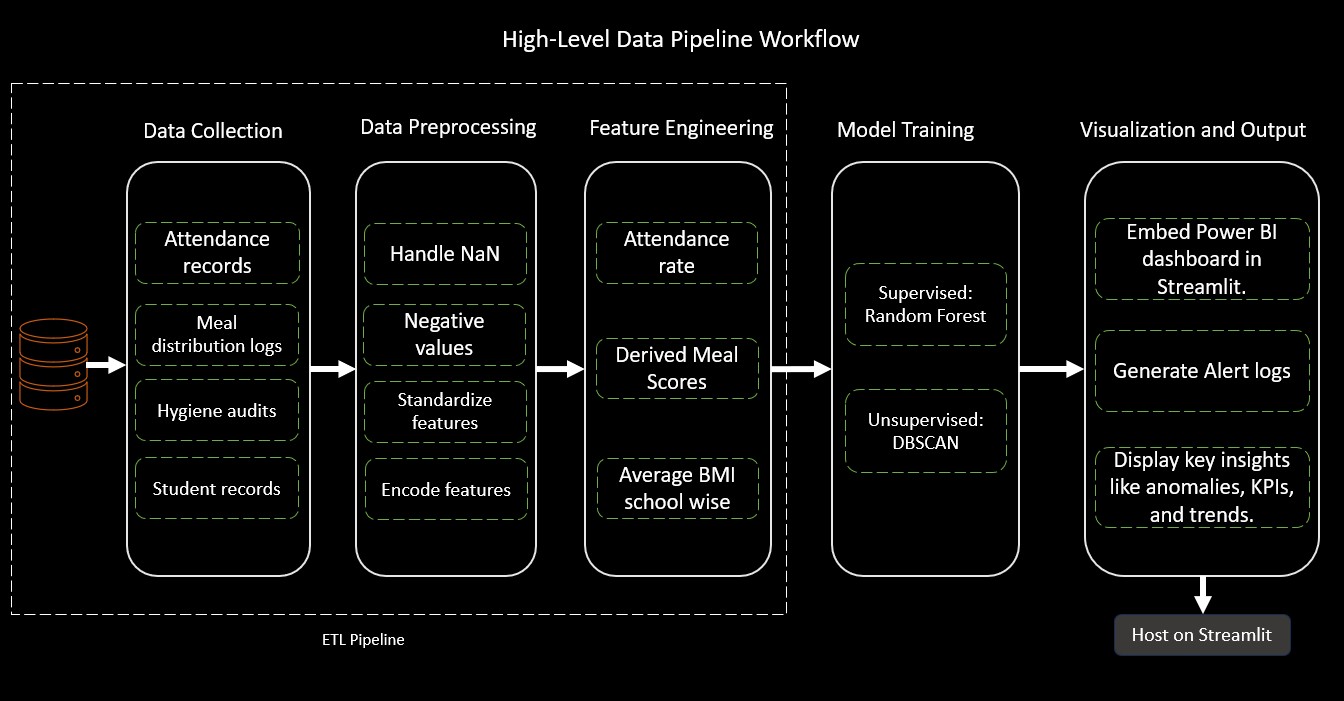 High-Level Data Pipeline Workflow
Data Collection
Attendance
records
Meal
distribution logs
Hygiene audits
Student records
Data Preprocessing
Handle NaN
Negative
values
Standardize
features
Encode features
Feature Engineering
Attendance
rate
Derived Meal
Scores
Average BMI
school wise
ETL Pipeline
Model Training
Supervised:
Random Forest
Unsupervised:
DBSCAN
Visualization and Output
Embed Power BI
dashboard in
Streamlit.
Generate Alert logs
Display key insights
like anomalies, KPIs,
and trends.
Host on Streamlit